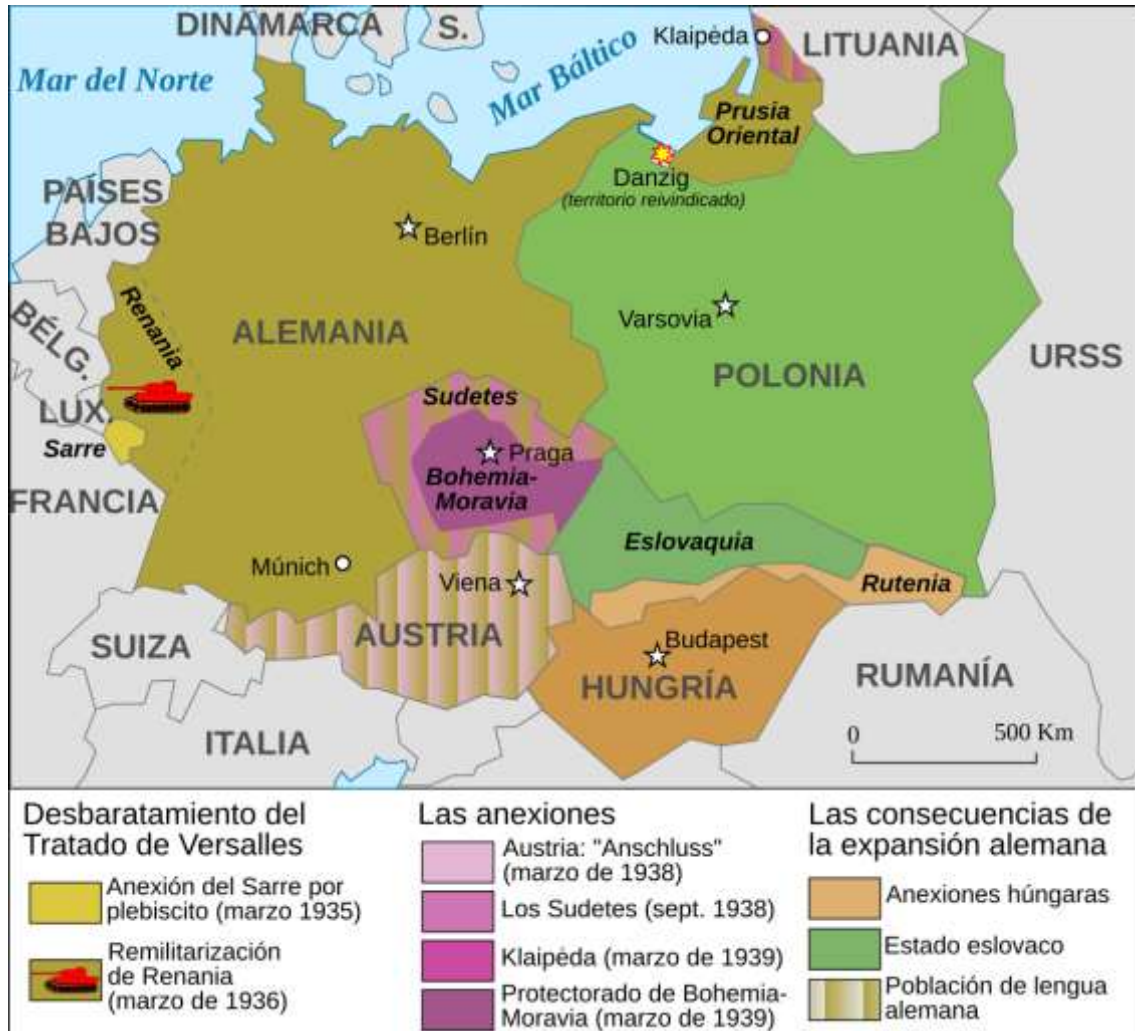 DINAMARCA
S.
Mar del Norte
Mar Báltico
Klaipėda
LITUANIA
Prusia
Oriental
PAÍSES
BAJOS
Danzig
(territorio reivindicado)
Berlín
Renania
BÉLG.
ALEMANIA
Varsovia
POLONIA
URSS
LUX.
Sarre
Sudetes
Praga
Bohemia-
Moravia
FRANCIA
Eslovaquia
Múnich
Viena
Rutenia
SUIZA
AUSTRIA
Budapest
HUNGRÍA
RUMANÍA
ITALIA
0
500 Km
Desbaratamiento del
Tratado de Versalles
Anexión del Sarre por
plebiscito (marzo 1935)
Remilitarización
de Renania
(marzo de 1936)
Las anexiones
Austria: "Anschluss"
(marzo de 1938)
Los Sudetes (sept. 1938)
Klaipėda (marzo de 1939)
Protectorado de Bohemia-
Moravia (marzo de 1939)
Las consecuencias de
la expansión alemana
Anexiones húngaras
Estado eslovaco
Población de lengua
alemana